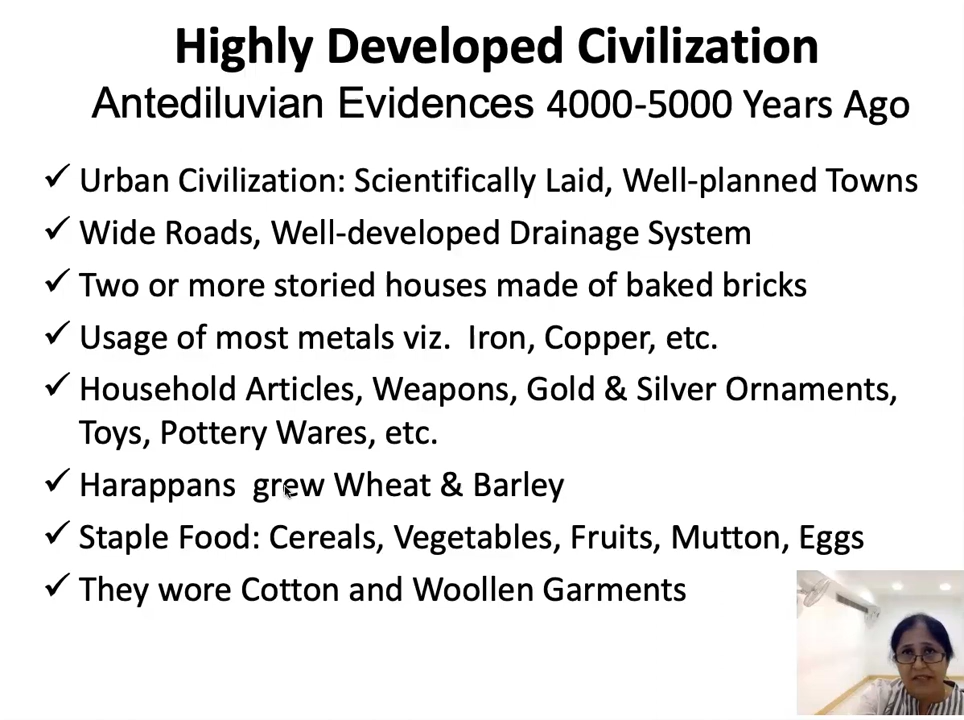 Highly Developed Civilization
Antediluvian Evidences 4000-5000 Years Ago
✓ Urban Civilization: Scientifically Laid, Well-planned Towns
✓ Wide Roads, Well-developed Drainage System
✓ Two or more storied houses made of baked bricks
✓ Usage of most metals viz.  Iron, Copper, etc.
✓ Household Articles, Weapons, Gold & Silver Ornaments,
Toys, Pottery Wares, etc.
✓ Harappans  grew Wheat & Barley
✓ Staple Food: Cereals, Vegetables, Fruits, Mutton, Eggs
✓ They wore Cotton and Woollen Garments